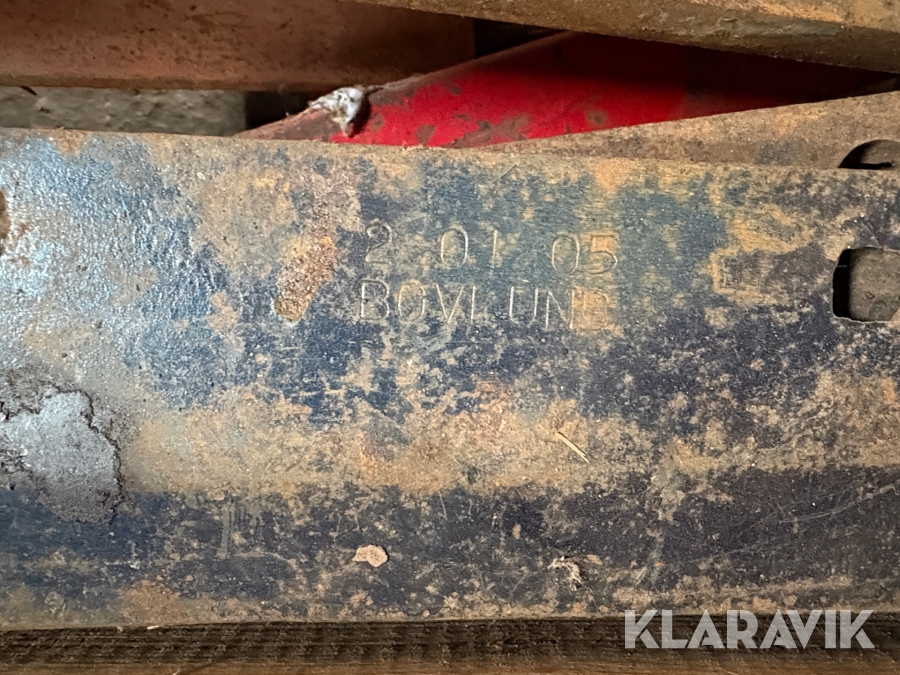 2 01 05
BOVLUND
KLARAVIK